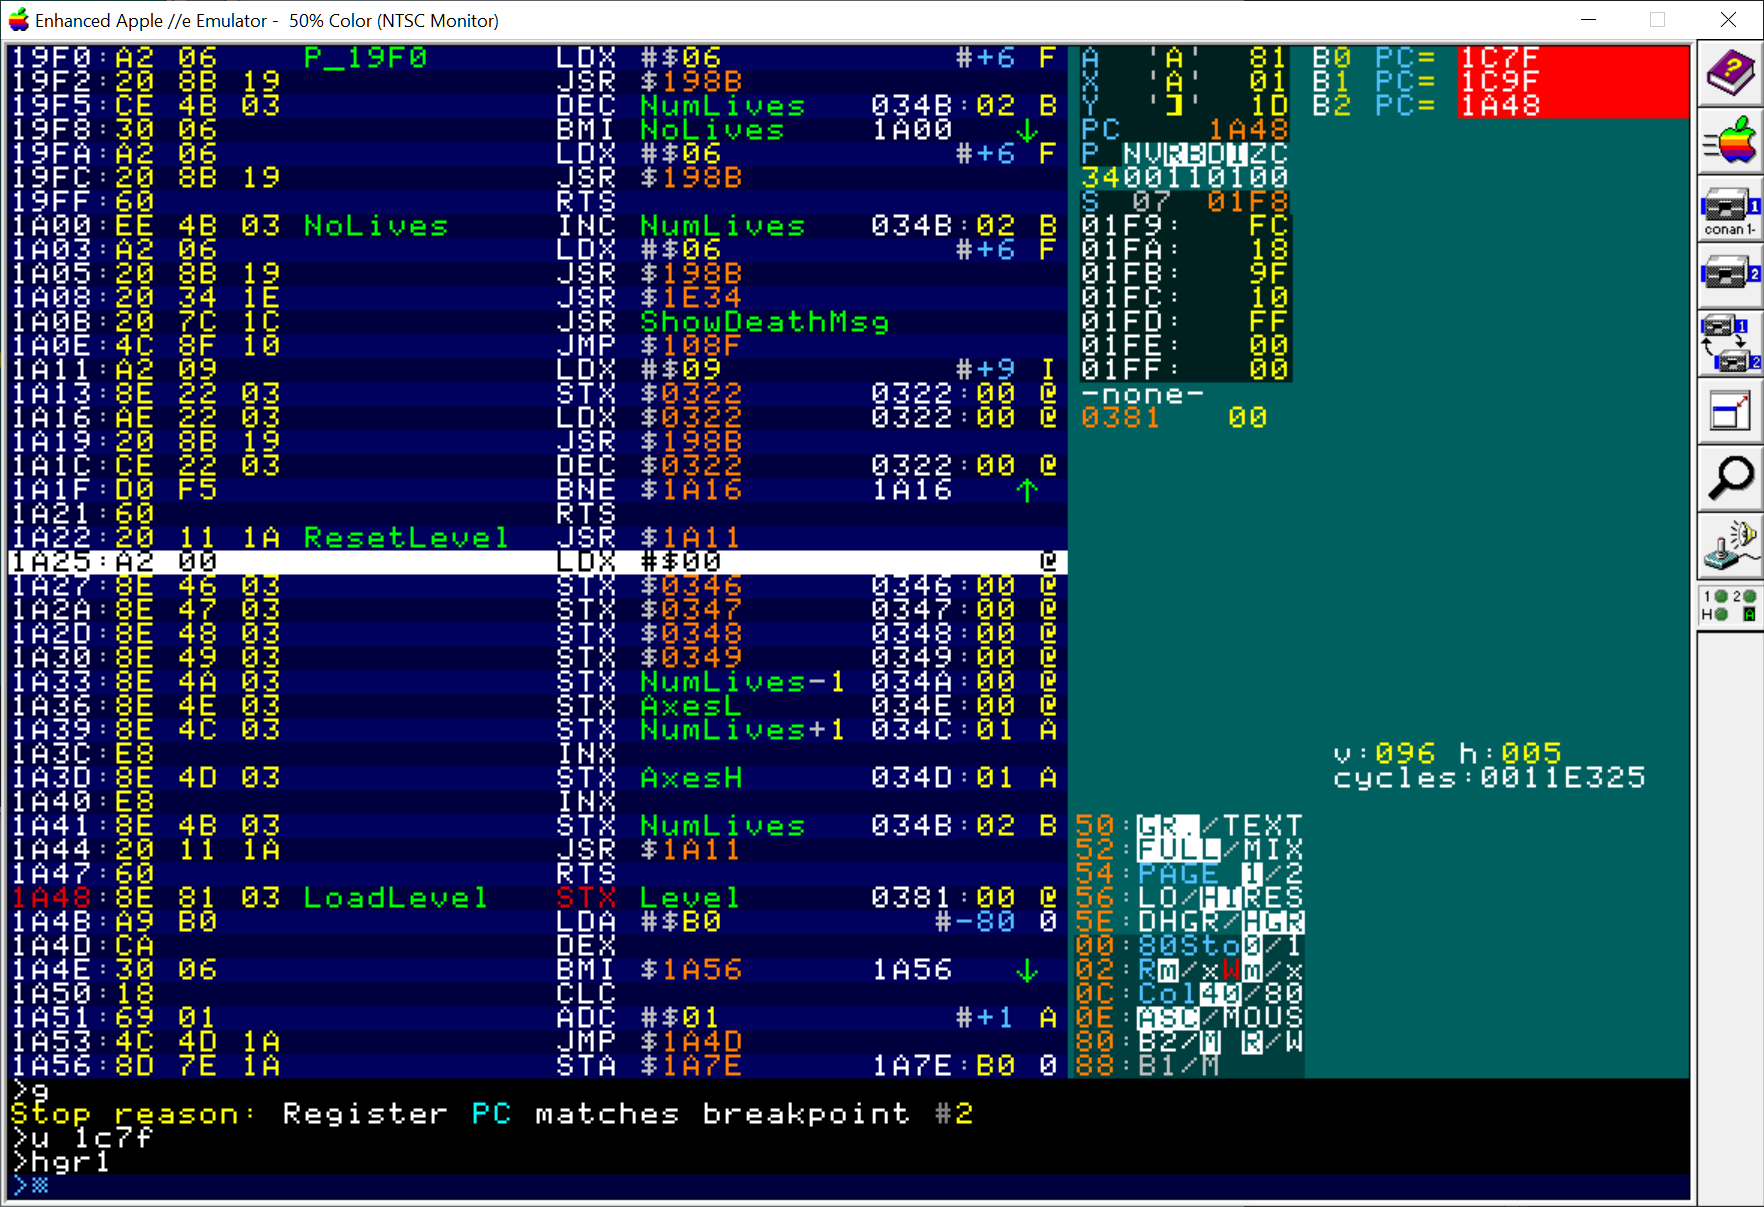 Enhanced Apple //e Emulator -  50% Color (NTSC Monitor)
19F0:A2 06 P_19F0 LDX #$06 #+6 F
19F2:20 8B 19 JSR $198B
19F5:CE 4B 03 DEC NumLives 034B:02 B
19F8:30 06 BMI NoLives 1A00 ↓
19FA:A2 06 LDX #$06 #+6 F
19FC:20 8B 19 JSR $198B
19FF:60 RTS
1A00:EE 4B 03 NoLives INC NumLives 034B:02 B
1A03:A2 06 LDX #$06 #+6 F
1A05:20 8B 19 JSR $198B
1A08:20 34 1E JSR $1E34
1A0B:20 7C 1C JSR ShowDeathMsg
1A0E:4C 8F 10 JMP $108F
1A11:A2 09 LDX #$09 #+9 I
1A13:8E 22 03 STX $0322 0322:00 @
1A16:AE 22 03 LDX $0322 0322:00 @
1A19:20 8B 19 JSR $198B
1A1C:CE 22 03 DEC $0322 0322:00 @
1A1F:D0 F5 BNE $1A16 1A16 ↑
1A21:60 RTS
1A22:20 11 1A ResetLevel JSR $1A11
1A25:A2 00 LDX #$00 @
1A27:8E 46 03 STX $0346 0346:00 @
1A2A:8E 47 03 STX $0347 0347:00 @
1A2D:8E 48 03 STX $0348 0348:00 @
1A30:8E 49 03 STX $0349 0349:00 @
1A33:8E 4A 03 STX NumLives-1 034A:00 @
1A36:8E 4E 03 STX AxesL 034E:00 @
1A39:8E 4C 03 STX NumLives+1 034C:01 A
1A3C:E8 INX
1A3D:8E 4D 03 STX AxesH 034D:01 A
1A40:E8 INX
1A41:8E 4B 03 STX NumLives 034B:02 B
1A44:20 11 1A JSR $1A11
1A47:60 RTS
1A48:8E 81 03 LoadLevel STX Level 0381:00 @
1A4B:A9 B0 LDA #$B0 #-80 0
1A4D:CA DEX
1A4E:30 06 BMI $1A56 1A56 ↓
1A50:18 CLC
1A51:69 01 ADC #$01 #+1 A
1A53:4C 4D 1A JMP $1A4D
1A56:8D 7E 1A STA $1A7E 1A7E:B0 0
A 'A' 81
X 'A' 01
Y ']' 1D
PC 1A48
P NVRBDIZC
34 00110100
S 07 01F8
01F9: FC
01FA: 18
01FB: 9F
01FC: 10
01FD: FF
01FE: 00
01FF: 00
-none-
0381 00
B0 PC= 1C7F
B1 PC= 1C9F
B2 PC= 1A48
v:096 h:005
cycles:0011E325
50:GR./TEXT
52:FULL/MIX
54:PAGE 1/2
56:LO/HIRES
5E:DHGR/HGR
00:80Sto0/1
02:Rm/xWm/x
0C:Col40/80
0E:ASC/MOUS
80:B2/M R/W
88:B1/M
>g
Stop reason: Register PC matches breakpoint #2
>u 1c7f
>hgr1
>
1
conan 1-
2
1
2
1 2
H A